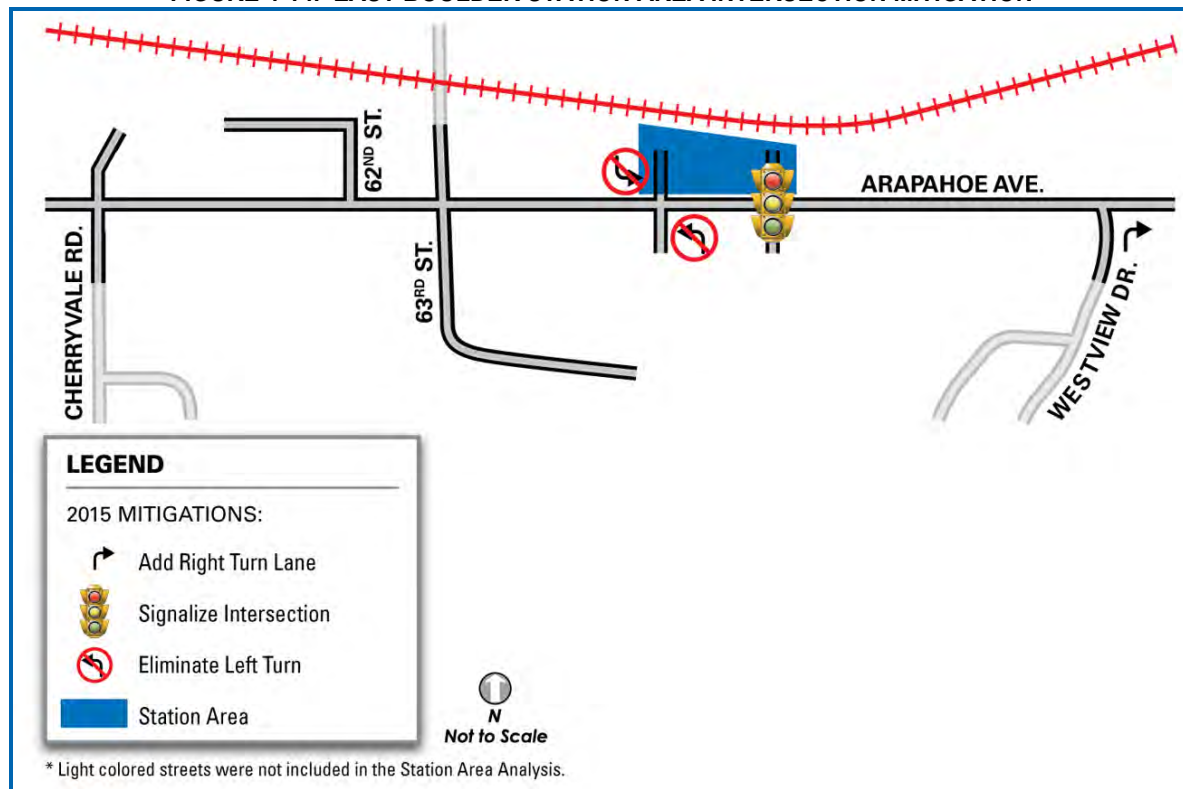 62ND ST.
ARAPAHOE AVE.
63RD ST.
CHERRYVALE RD.
WESTVIEW DR.
LEGEND
2015 MITIGATIONS:
Add Right Turn Lane
Signalize Intersection
Eliminate Left Turn
Station Area
N
Not to Scale
* Light colored streets were not included in the Station Area Analysis.